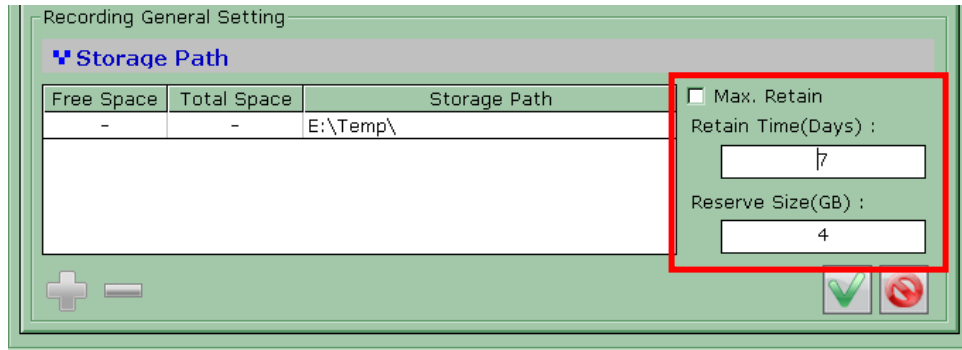 Recording General Setting
Storage Path
Free Space Total Space Storage Path
- - E:\Temp\
Max. Retain
Retain Time(Days) :
7
Reserve Size(GB) :
4